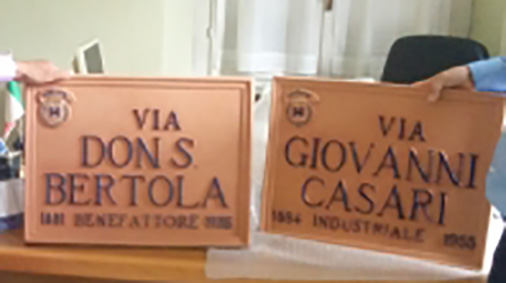 VIA
DON S.
BERTOLA
BENEFATTORE
VIA
GIOVANNI
CASARI
1884 INDUSTRIALE 1955